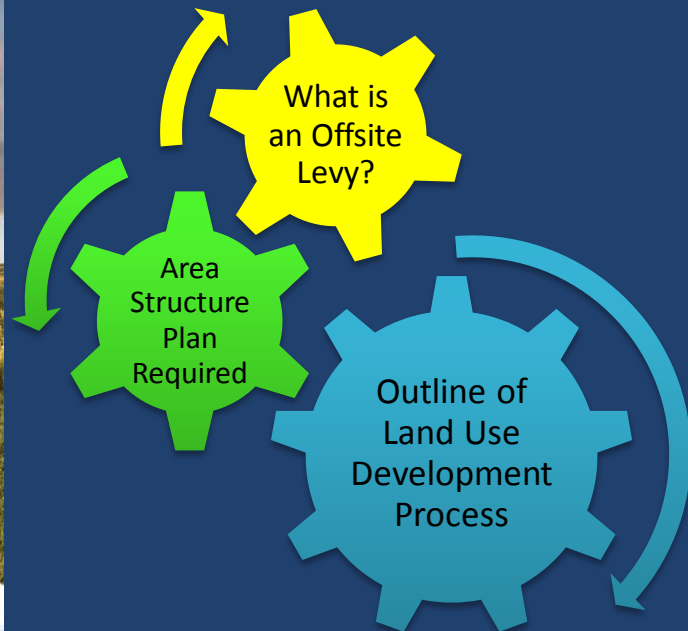 What is
an Offsite
Levy?
Area
Structure
Plan
Required
Outline of
Land Use
Development
Process